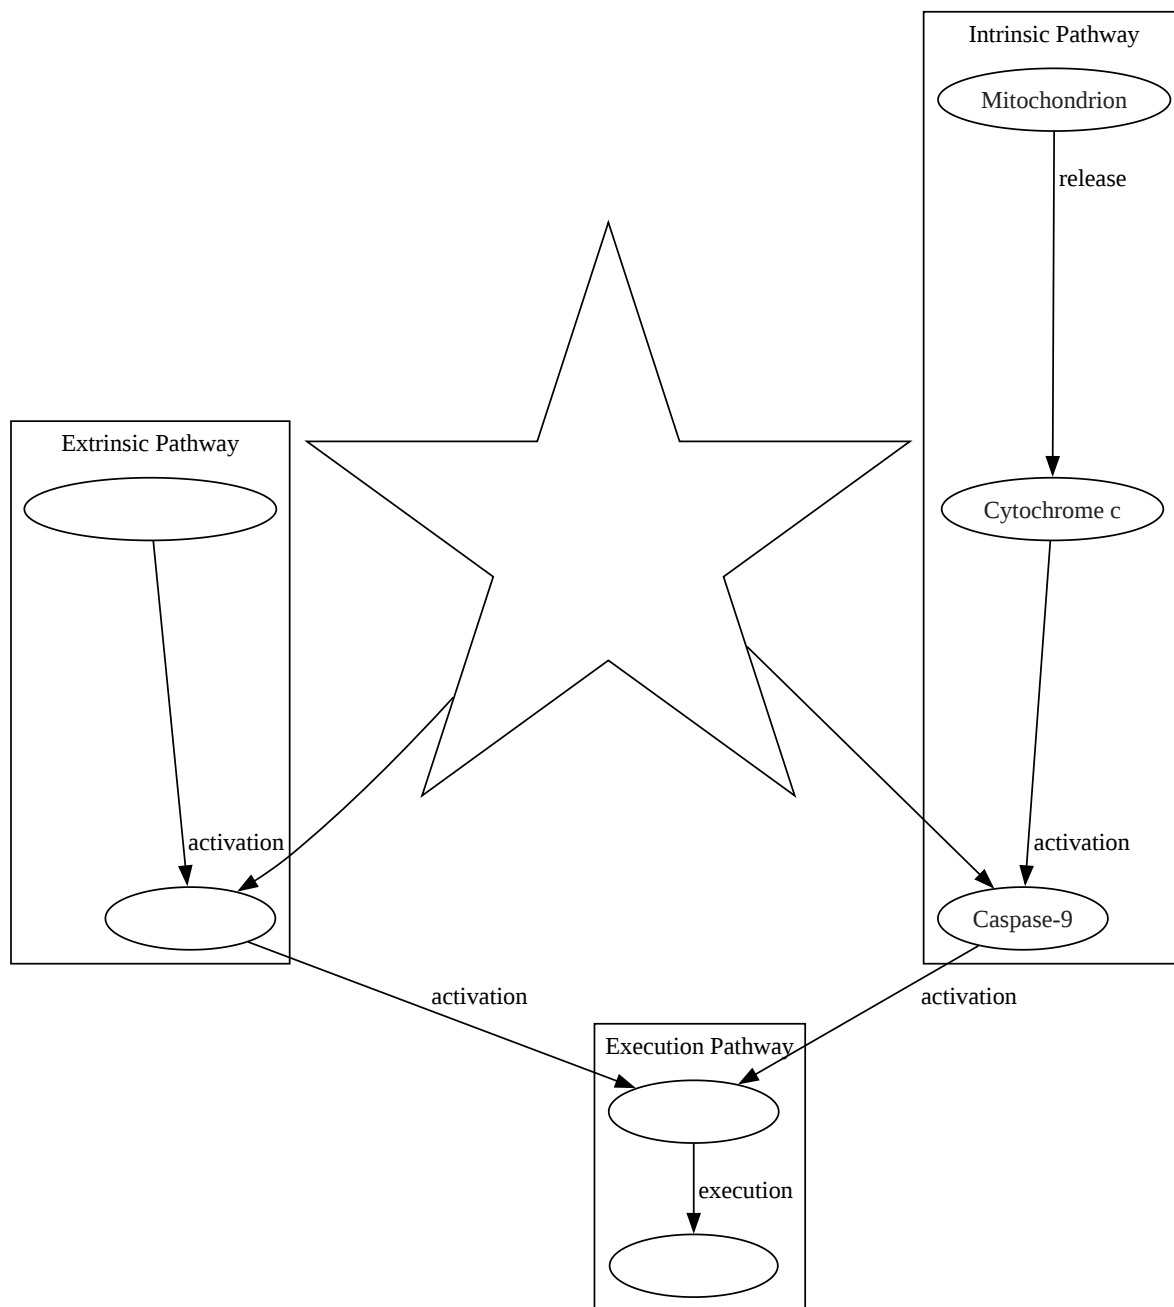 Intrinsic Pathway
Mitochondrion
release
Extrinsic Pathway
Cytochrome c
activation
activation
Caspase-9
activation
activation
Execution Pathway
execution